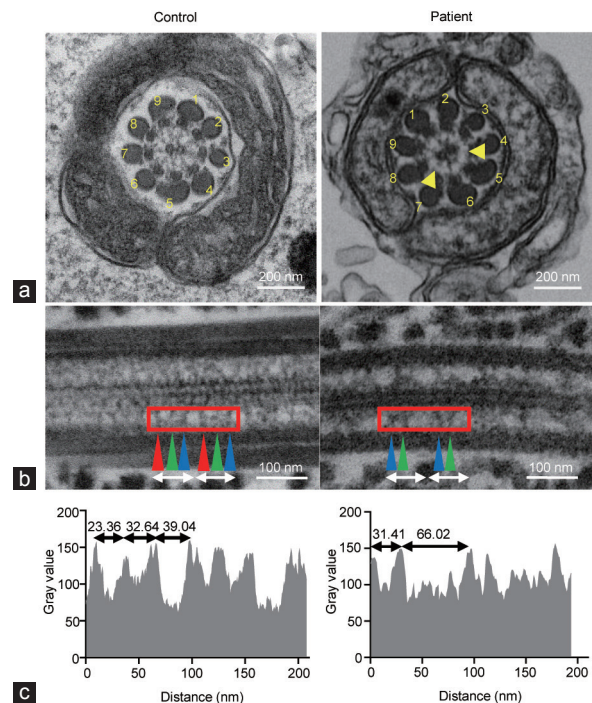 Control Patient
9 1
8 2
7 3
6 4
5
200 nm
2
1 3
9 4
8 5
7 6
200 nm
a
100 nm
100 nm
b
200
150
100
50
0
Gray value
23.36 32.64 39.04
0 50 100 150 200
Distance (nm)
200
150
100
50
0
Gray value
31.41 66.02
0 50 100 150 200
Distance (nm)
c